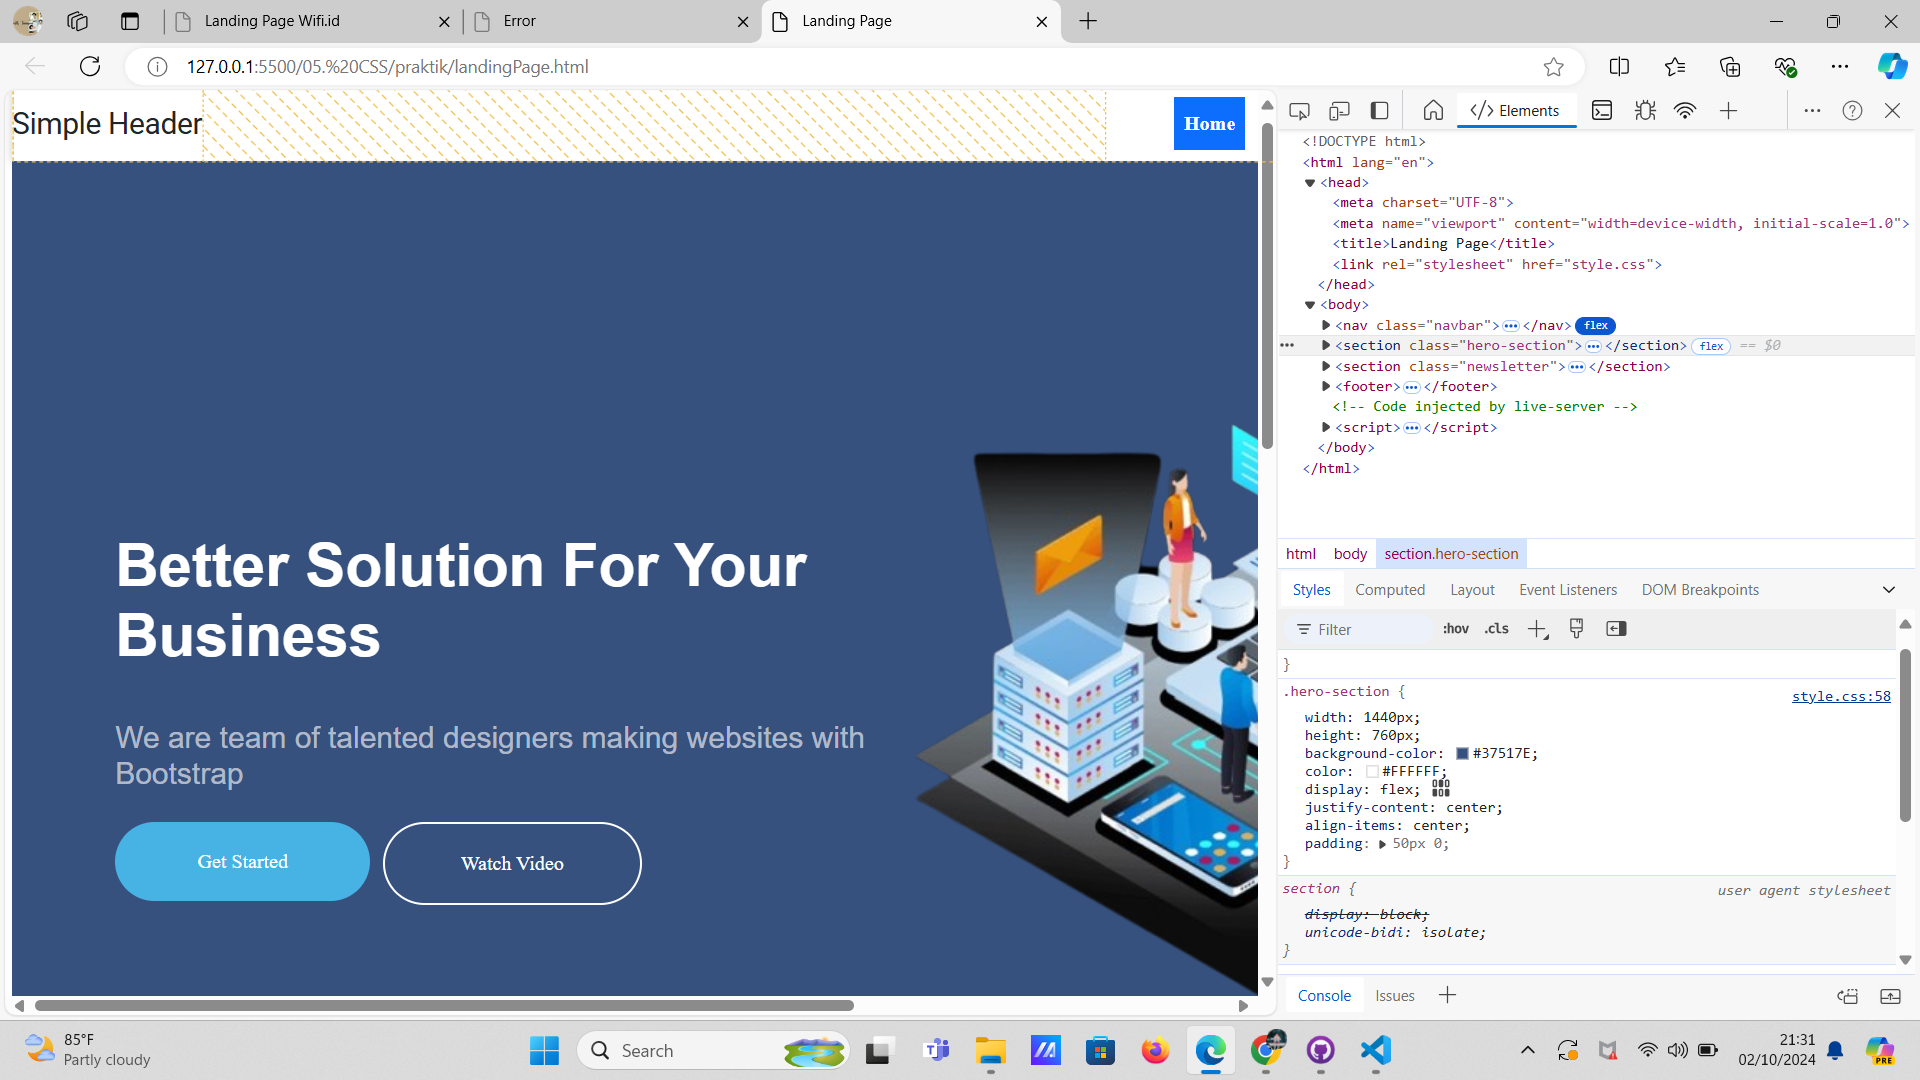 Landing Page Wifi.id
Error
Landing Page
127.0.0.1:5500/05.%20CSS/praktik/landingPage.html
Simple Header
Home
Better Solution For Your
Business
We are team of talented designers making websites with
Bootstrap
Get Started
Watch Video
</> Elements
<!DOCTYPE html>
<html lang="en">
<head>
<meta charset="UTF-8">
<meta name="viewport" content="width=device-width, initial-scale=1.0">
<title>Landing Page</title>
<link rel="stylesheet" href="style.css">
</head>
<body>
<nav class="navbar">…</nav> flex
<section class="hero-section">…</section> flex == $0
<section class="newsletter">…</section>
<footer>…</footer>
<!-- Code injected by live-server -->
<script>…</script>
</body>
</html>
html body section.hero-section
Styles Computed Layout Event Listeners DOM Breakpoints
Filter :hov .cls
}
.hero-section { style.css:58
width: 1440px;
height: 760px;
background-color: #37517E;
color: #FFFFFF;
display: flex;
justify-content: center;
align-items: center;
padding: 50px 0;
}
section { user agent stylesheet
display: block;
unicode-bidi: isolate;
}
Console Issues
85°F
Partly cloudy
Search
21:31
02/10/2024
PRE